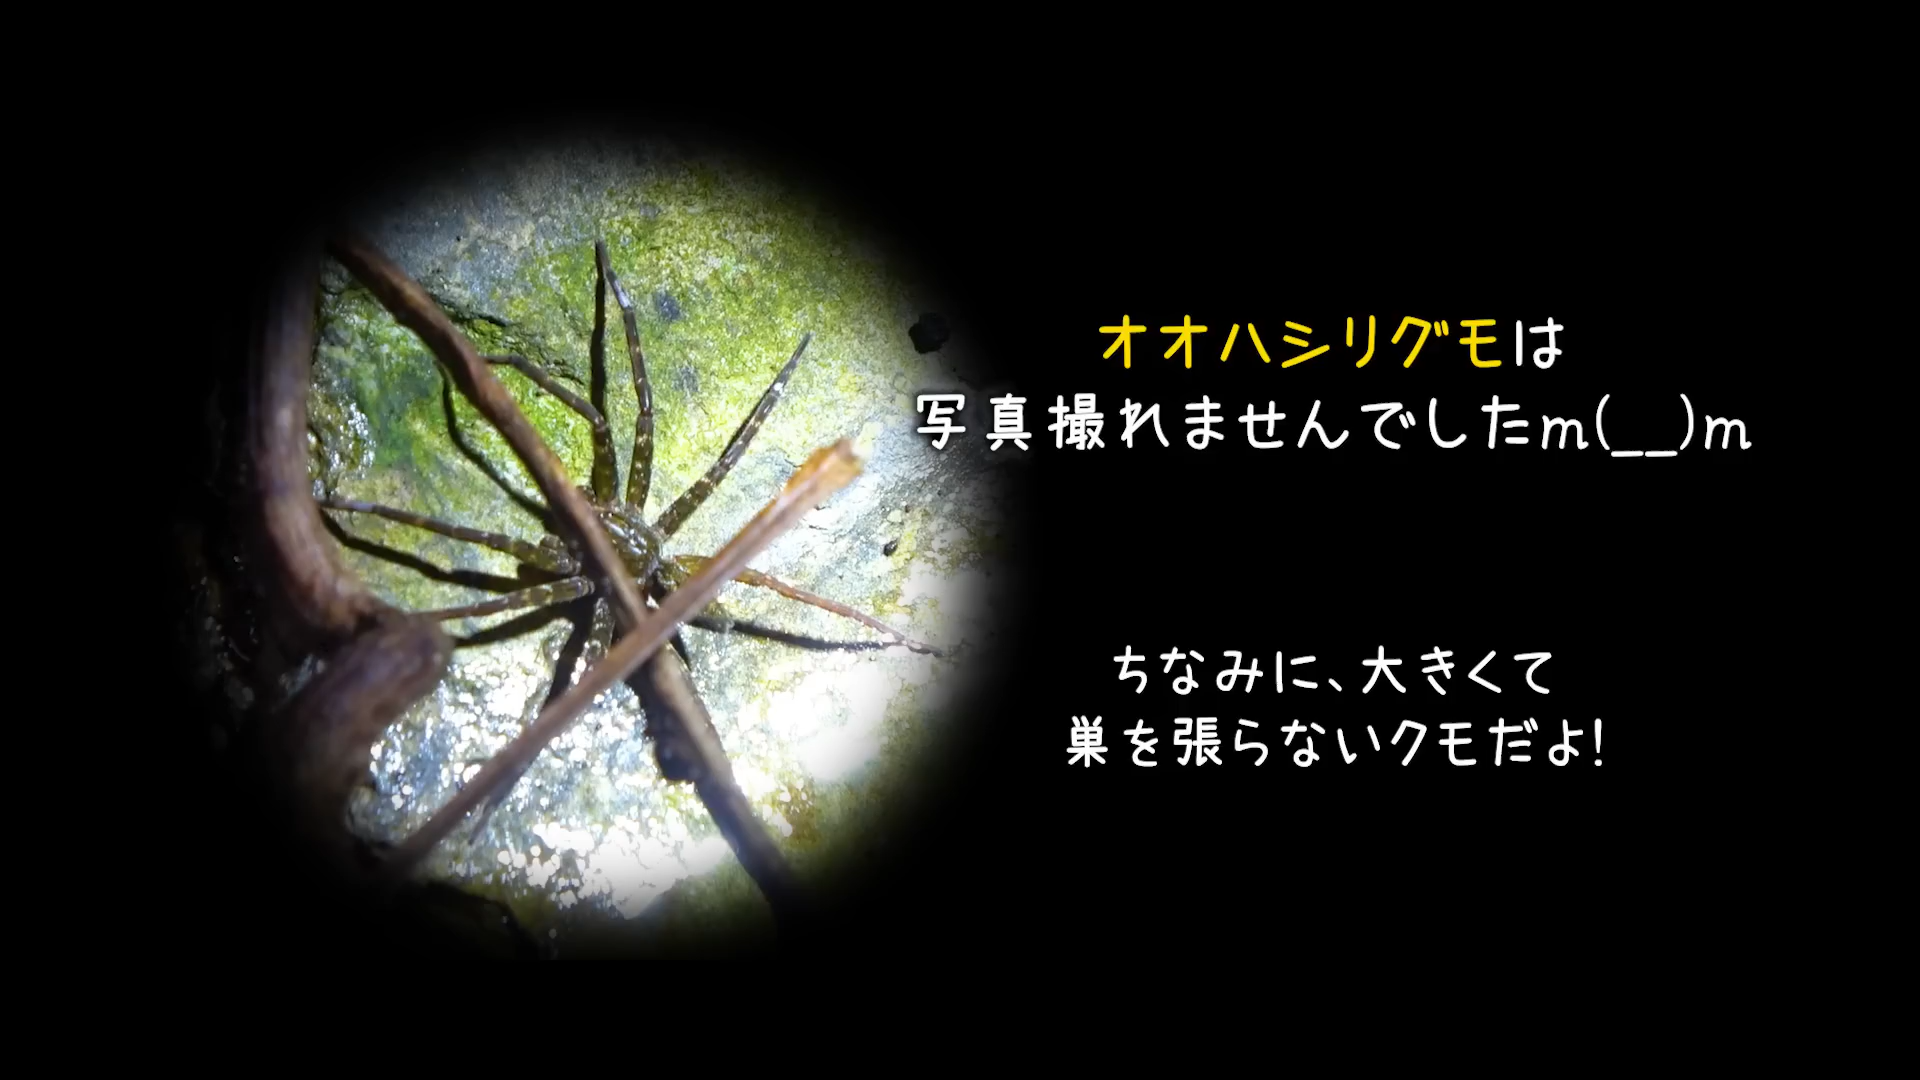 オオハシリグモは
写真撮れませんでしたm(__)m
ちなみに、大きくて
巣を張らないクモだよ!